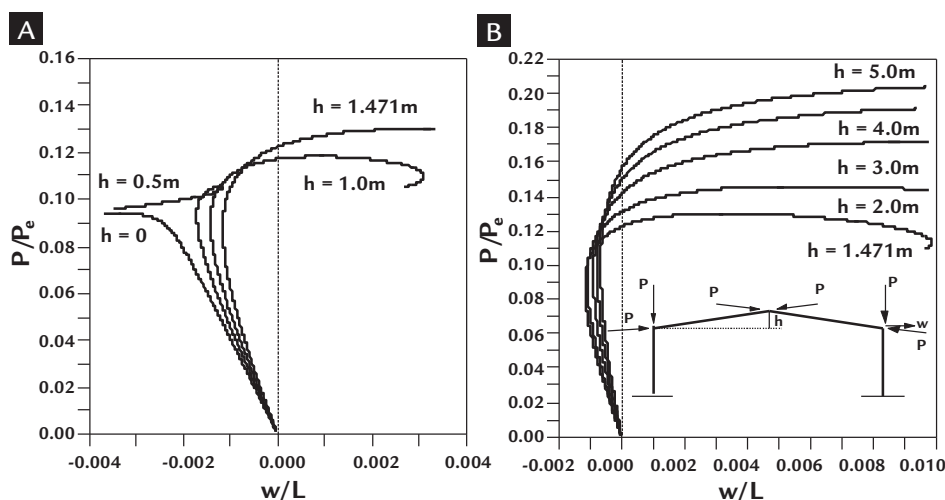 A
0.16
0.14
0.12
0.10
0.08
0.06
0.04
0.02
0.00
P/Pe
h = 1.471m
h = 0.5m
h = 1.0m
h = 0
-0.004
-0.002
0.000
0.002
0.004
w/L
B
0.22
0.20
0.18
0.16
0.14
0.12
0.10
0.08
0.06
0.04
0.02
0.00
P/Pe
h = 5.0m
h = 4.0m
h = 3.0m
h = 2.0m
h = 1.471m
P
P
P
P
P
w
P
h
-0.002
0.000
0.002
0.004
0.006
0.008
0.010
w/L